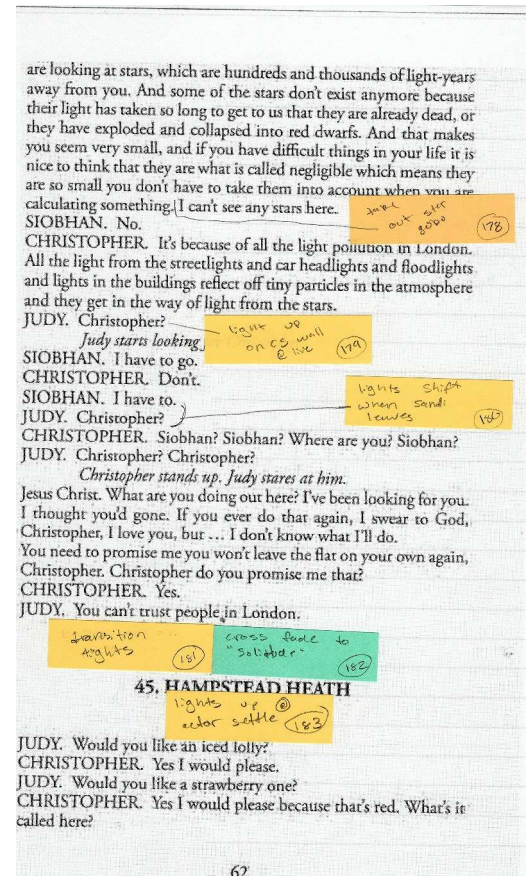 are looking at stars, which are hundreds and thousands of light-years
away from you. And some of the stars don't exist anymore because
their light has taken so long to get to us that they are already dead, or
they have exploded and collapsed into red dwarfs. And that makes
you seem very small, and if you have difficult things in your life it is
nice to think that they are what is called negligible which means they
are so small you don't have to take them into account when you are
calculating something. I can't see any stars here.
take
out star
gobo
178
SIOBHAN. No.
CHRISTOPHER. It's because of all the light pollution in London.
All the light from the streetlights and car headlights and floodlights
and lights in the buildings reflect off tiny particles in the atmosphere
and they get in the way of light from the stars.
JUDY. Christopher?
light up
on CS wall
@ live
179
Judy starts looking
SIOBHAN. I have to go.
CHRISTOPHER. Don't.
SIOBHAN. I have to.
lights shift
when sandi
leaves
180
JUDY. Christopher?
CHRISTOPHER. Siobhan? Siobhan? Where are you? Siobhan?
JUDY. Christopher? Christopher?
Christopher stands up. Judy stares at him.
Jesus Christ. What are you doing out here? I've been looking for you.
I thought you'd gone. If you ever do that again, I swear to God,
Christopher, I love you, but ... I don't know what I'll do.
You need to promise me you won't leave the flat on your own again,
Christopher. Christopher do you promise me that?
CHRISTOPHER. Yes.
JUDY. You can't trust people in London.
transition
lights
181
cross fade to
"Solitude"
182
45. HAMPSTEAD HEATH
lights up @
actor settle
183
JUDY. Would you like an iced lolly?
CHRISTOPHER. Yes I would please.
JUDY. Would you like a strawberry one?
CHRISTOPHER. Yes I would please because that's red. What's it
called here?
62